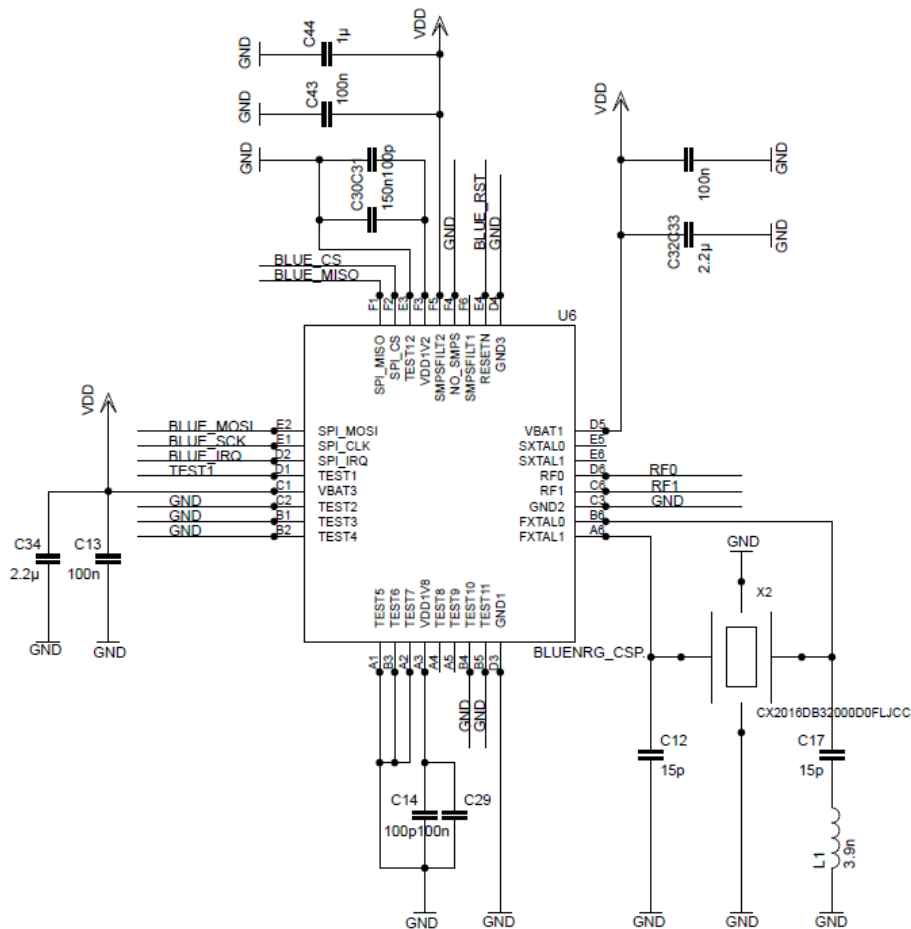 VDD
C44
1µ
GND
C43
100n
GND
VDD
GND
C30C31
150n100p
GND
BLUE_RST
GND
100n
GND
C32C33
2.2µ
GND
BLUE_CS
BLUE_MISO
F1 F2 E3 F3 F5 F4 F6 E4 D4
U6
SPI_MISO
SPI_CS
TEST12
VDD1V2
SMPSFILT2
NO_SMPS
SMPSFILT1
RESETN
GND3
VDD
BLUE_MOSI E2 SPI_MOSI
BLUE_SCK E1 SPI_CLK
BLUE_IRQ D2 SPI_IRQ
TEST1 D1 TEST1
C1 VBAT3
GND C2 TEST2
GND B1 TEST3
GND B2 TEST4
VBAT1 D5
SXTAL0 E5
SXTAL1 E6
RF0 D6 RF0
RF1 C6 RF1
GND2 C3 GND
FXTAL0 B6
FXTAL1 A6
C34
2.2µ
C13
100n
GND
GND
TEST5
TEST6
TEST7
VDD1V8
TEST8
TEST9
TEST10
TEST11
GND1
A1 B3 A2 A3 A4 A5 B4 B5 D3
BLUENRG_CSP.
GND
X2
CX2016DB32000D0FLJCC
GND
GND
C12
15p
C17
15p
C14
C29
100p100n
L1
3.9n
GND
GND
GND
GND
GND